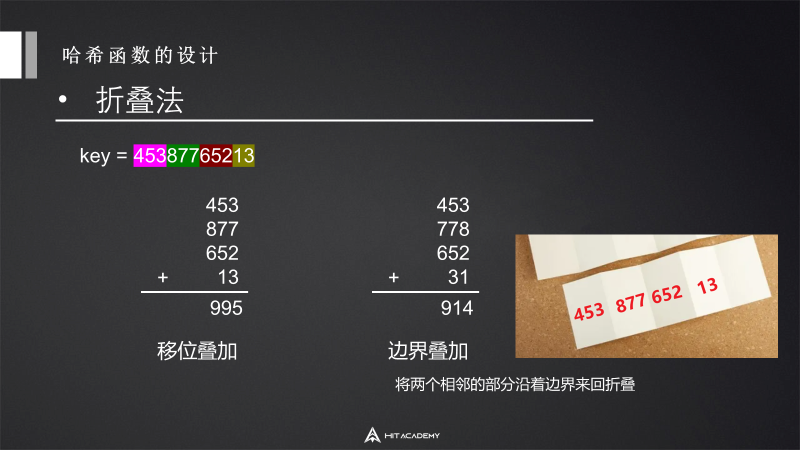 哈希函数的设计
• 折叠法
key = 45387765213
453
877
652
+ 13
995
移位叠加
453
778
652
+ 31
914
边界叠加
将两个相邻的部分沿着边界来回折叠
453 877 652 13
HIT ACADEMY